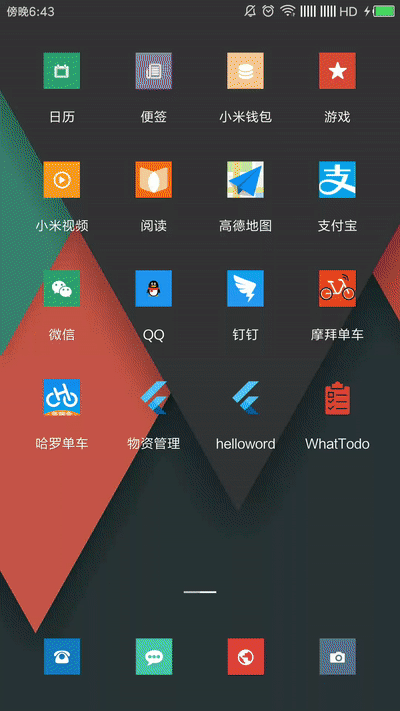 傍晚6:43 HD
日历 便签 小米钱包 游戏
小米视频 阅读 高德地图 支付宝
微信 QQ 钉钉 摩拜单车
哈罗单车 物资管理 helloword WhatTodo